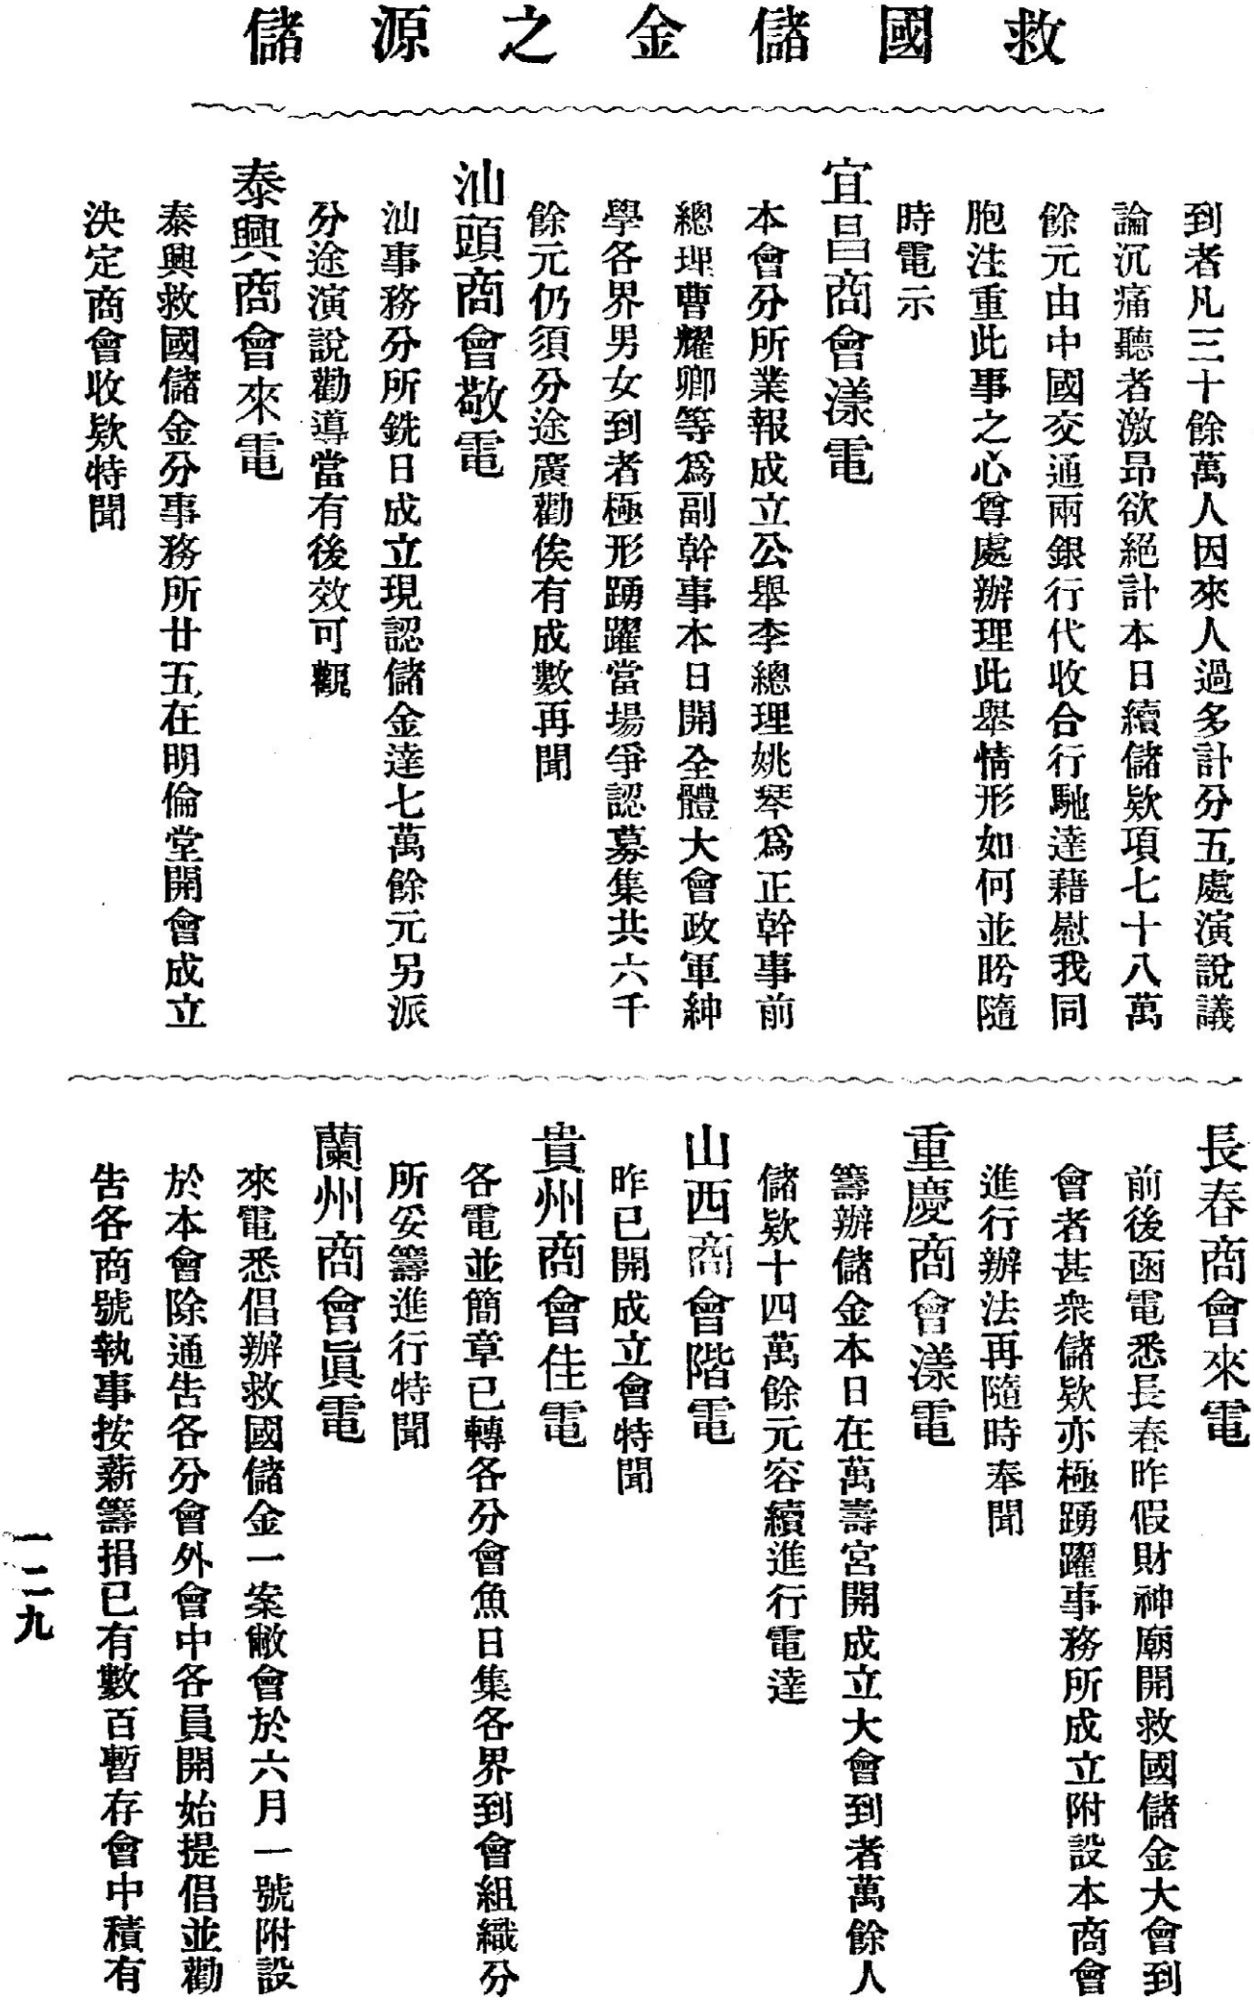 救國儲金之源儲
到者凡三十餘萬人因來人過多計分五處演說議
論沉痛聽者激昂欲絕計本日續儲欵項七十八萬
餘元由中國交通兩銀行代收合行馳達藉慰我同
胞注重此事之心尊處辦理此舉情形如何並盻隨
時電示
宜昌商會漾電
本會分所業報成立公舉李總理姚琴爲正幹事前
總理曹耀卿等爲副幹事本日開全體大會政軍紳
學各界男女到者極形踴躍當場爭認募集共六千
餘元仍須分途廣勸俟有成數再聞
汕頭商會敬電
汕事務分所銑日成立現認儲金達七萬餘元另派
分途演說勸導當有後效可觀
泰興商會來電
泰興救國儲金分事務所廿五在明倫堂開會成立
決定商會收欵特聞
長春商會來電
前後函電悉長春昨假財神廟開救國儲金大會到
會者甚衆儲欵亦極踴躍事務所成立附設本商會
進行辦法再隨時奉聞
重慶商會漾電
籌辦儲金本日在萬壽宮開成立大會到者萬餘人
儲欵十四萬餘元容續進行電達
山西商會階電
昨已開成立會特聞
貴州商會佳電
各電並簡章已轉各分會魚日集各界到會組織分
所妥籌進行特聞
蘭州商會眞電
來電悉倡辦救國儲金一案敝會於六月一號附設
於本會除通告各分會外會中各員開始提倡並勸
告各商號執事按薪籌捐已有數百暫存會中積有
一二九